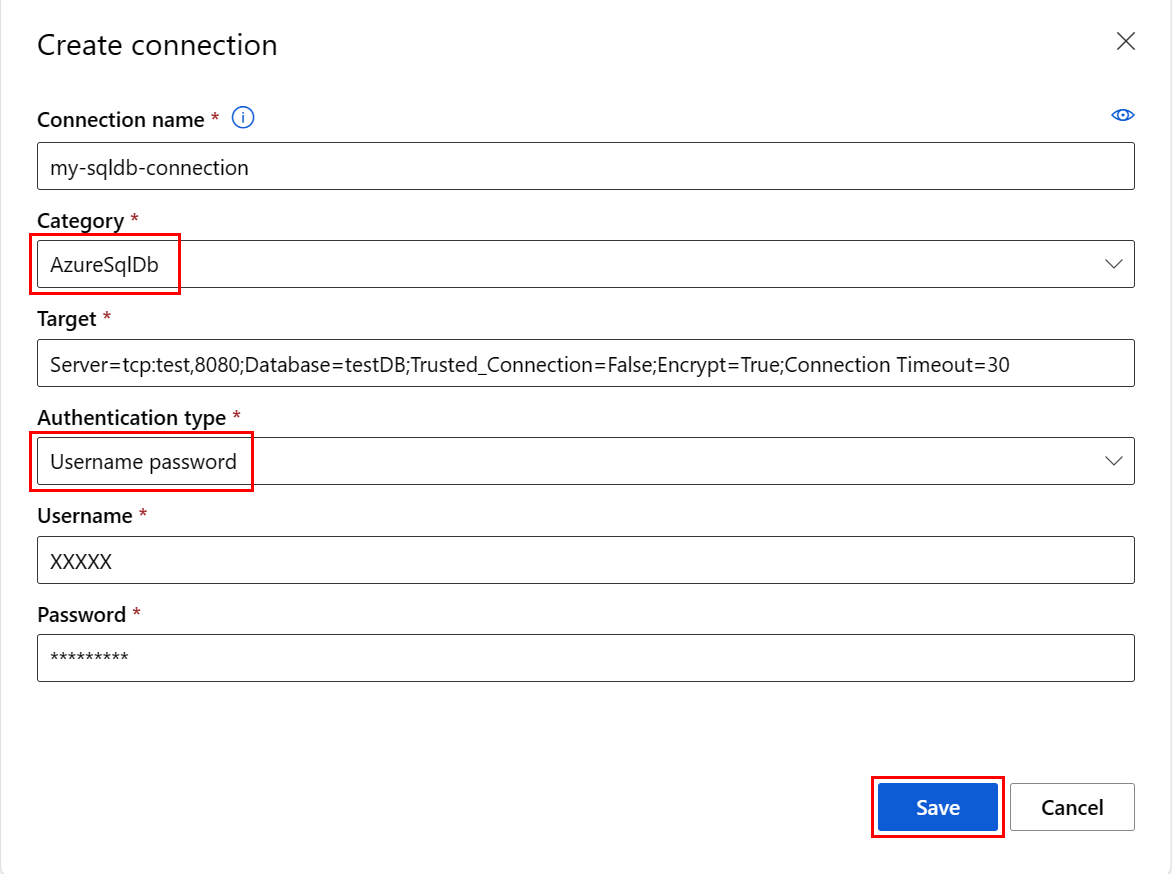 Create connection
Connection name *
my-sqldb-connection
Category *
AzureSqlDb
Target *
Server=tcp:test,8080;Database=testDB;Trusted_Connection=False;Encrypt=True;Connection Timeout=30
Authentication type *
Username password
Username *
XXXXX
Password *
*********
Save
Cancel